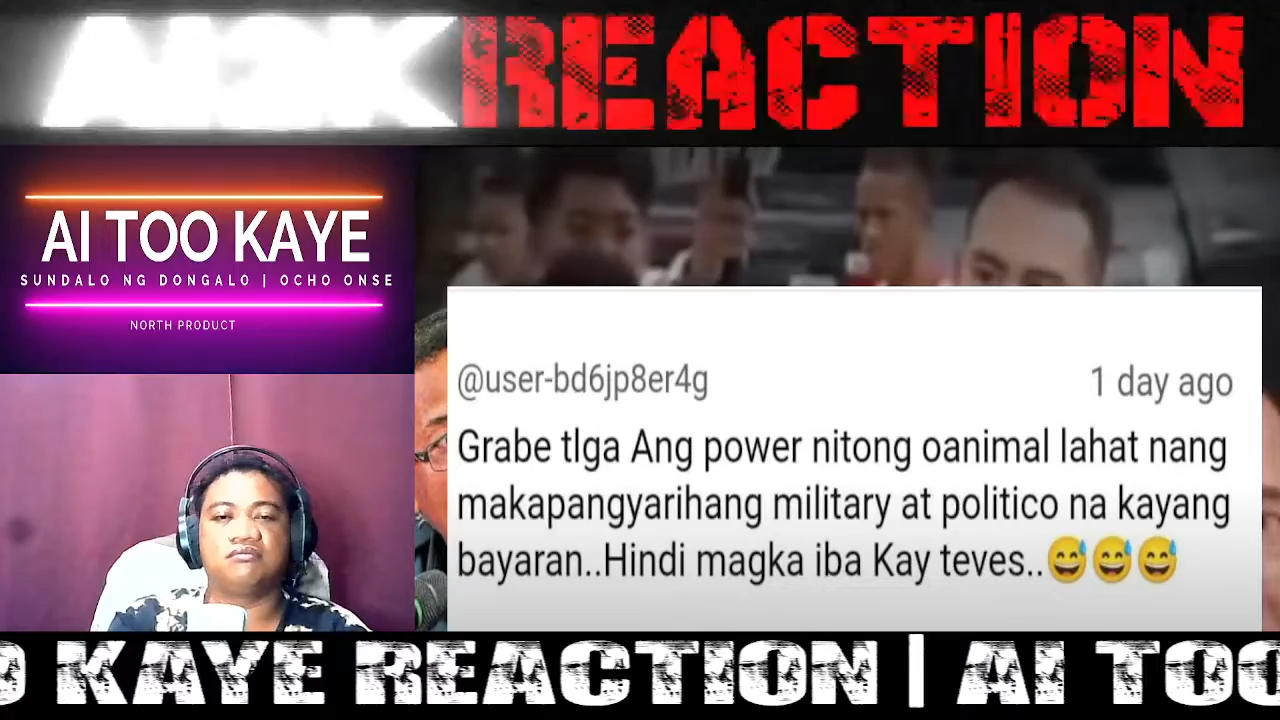 REACTION
AI TOO KAYE
SUNDALO NG DONGALO | OCHO ONSE
NORTH PRODUCT
@user-bd6jp8er4g 1 day ago
Grabe tlga Ang power nitong oanimal lahat nang
makapangyarihang military at politico na kayang
bayaran..Hindi magka iba Kay teves..😅😅😅
KAYE REACTION | AI TOO